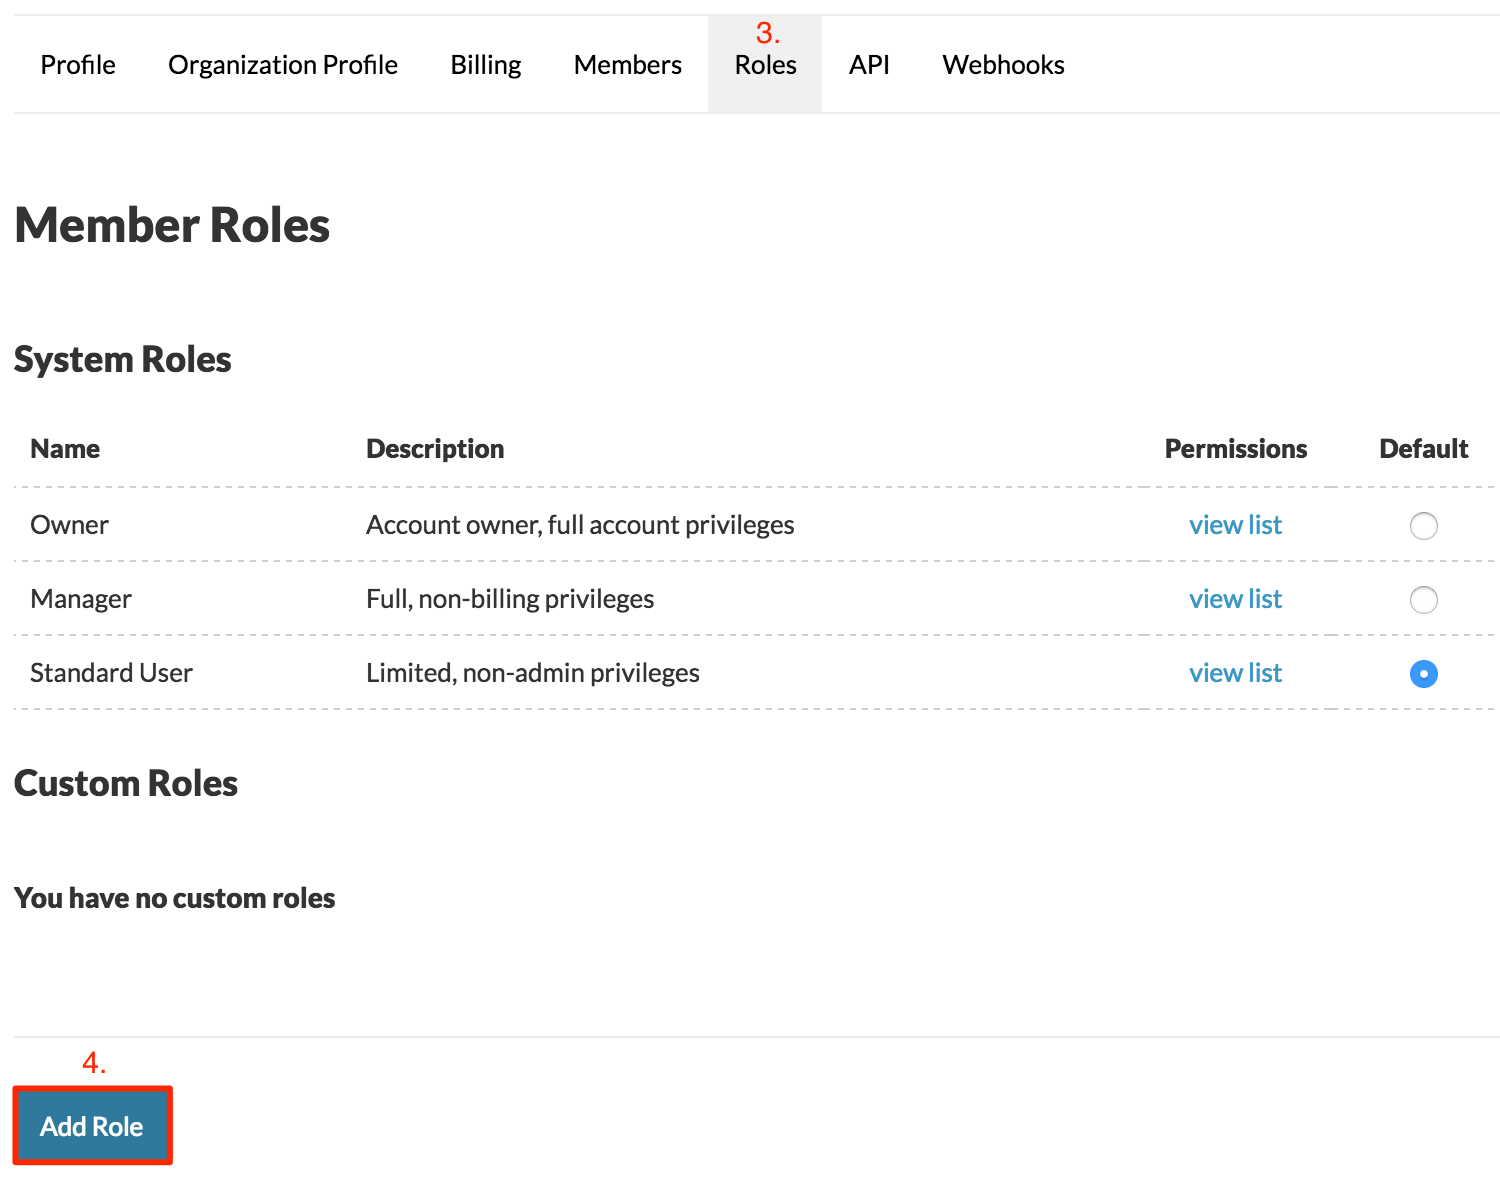 3.
Profile Organization Profile Billing Members Roles API Webhooks
Member Roles
System Roles
Name Description Permissions Default
Owner Account owner, full account privileges view list
Manager Full, non-billing privileges view list
Standard User Limited, non-admin privileges view list
Custom Roles
You have no custom roles
4.
Add Role